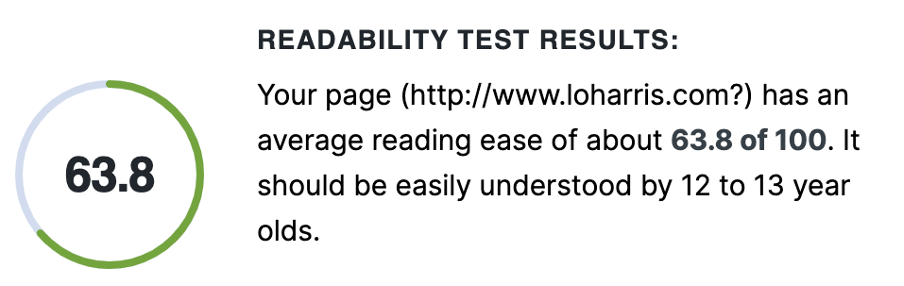 READABILITY TEST RESULTS:
Your page (http://www.loharris.com?) has an
average reading ease of about 63.8 of 100. It
should be easily understood by 12 to 13 year
olds.
63.8